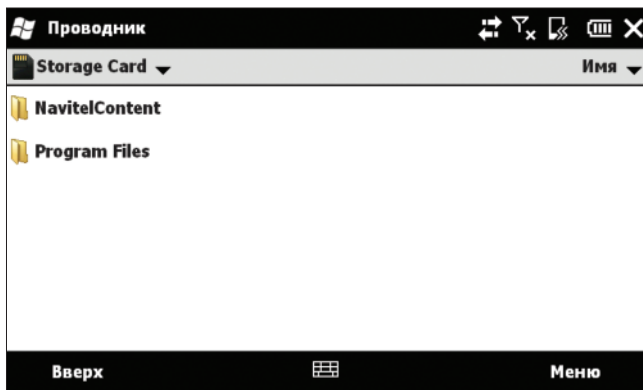 Проводник
Storage Card Имя
NavitelContent
Program Files
Вверх Меню